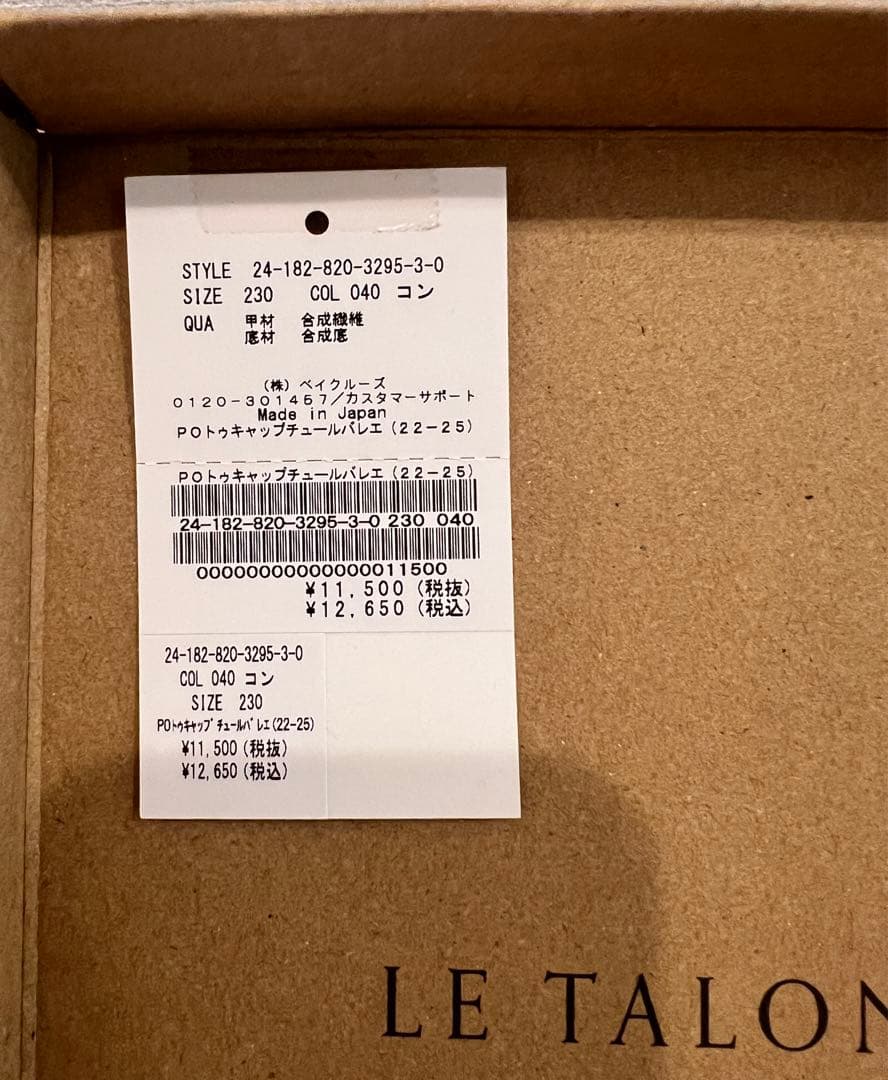 STYLE 24-182-820-3295-3-0
SIZE 230 COL 040 コン
QUA 甲材 合成繊維
底材 合成底
(株)ベイクルーズ
0120-301457/カスタマーサポート
Made in Japan
POトゥキャップチュールバレエ(22-25)
POトゥキャップチュールバレエ(22-25)
24-182-820-3295-3-0 230 040
00000000000000011500
¥11,500(税抜)
¥12,650(税込)
24-182-820-3295-3-0
COL 040 コン
SIZE 230
POトゥキャップチュールバレエ(22-25)
¥11,500(税抜)
¥12,650(税込)
LE TALON